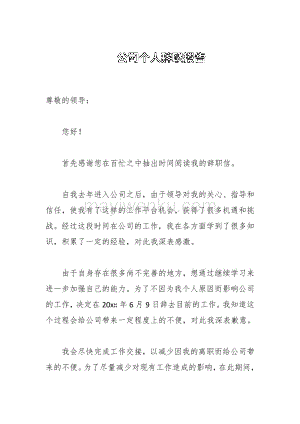 公司个人辞职报告
尊敬的领导：
您好！
首先感谢您在百忙之中抽出时间阅读我的辞职信。
自我去年进入公司之后，由于领导对我的关心、指导和
信任，使我有了这样的工作平台机会，获得了很多机遇和挑
战。经过这段时间在公司的工作，我在各方面学到了很多知
识，积累了一定的经验，对此我深表感激。
由于自身存在很多尚不完善的地方，想通过继续学习来
进一步加强自己的能力。为了不因为我个人原因而影响公司
的工作，决定在20xx年6月9日辞去目前的工作。我知道这
个过程会给公司带来一定程度上的不便，对此我深表歉意。
我会尽快完成工作交接，以减少因我的离职而给公司带
来的不便。为了尽量减少对现有工作造成的影响，在此期间，